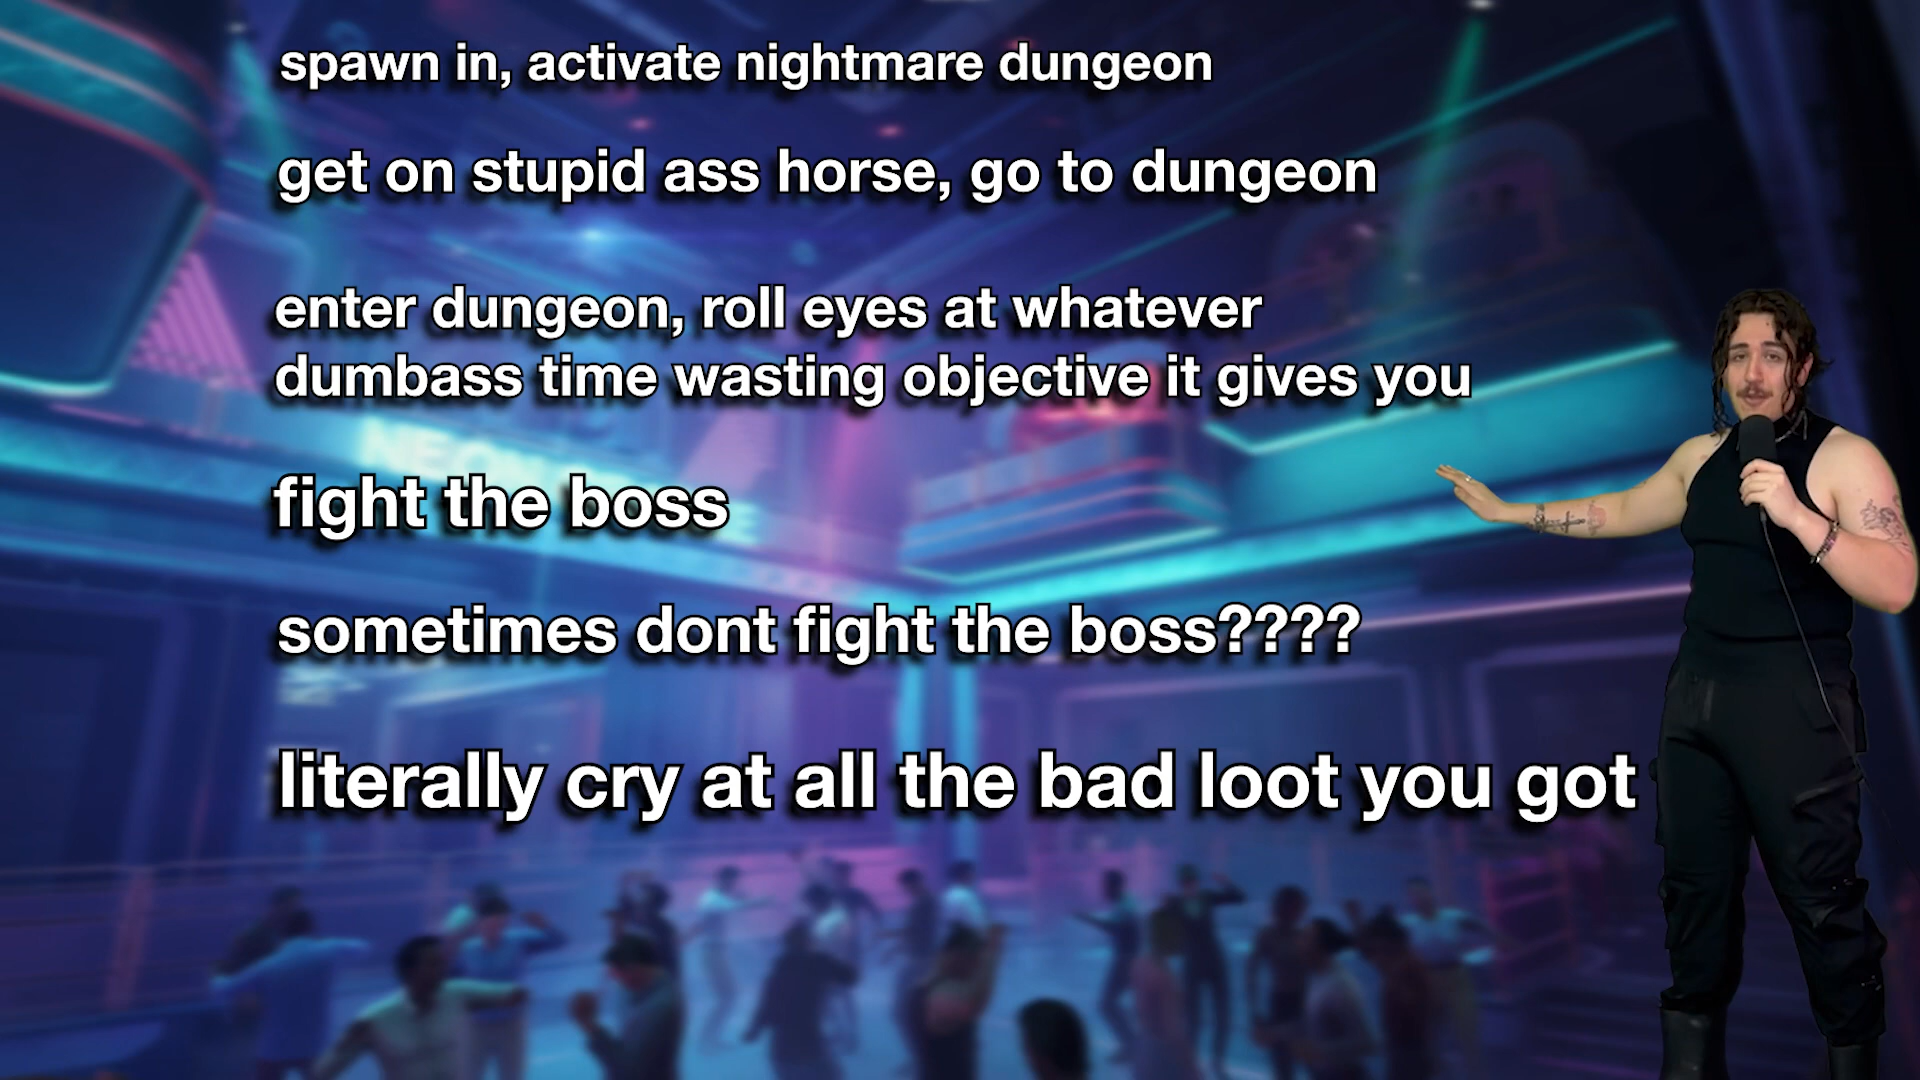 spawn in, activate nightmare dungeon
get on stupid ass horse, go to dungeon
enter dungeon, roll eyes at whatever
dumbass time wasting objective it gives you
fight the boss
sometimes dont fight the boss????
literally cry at all the bad loot you got